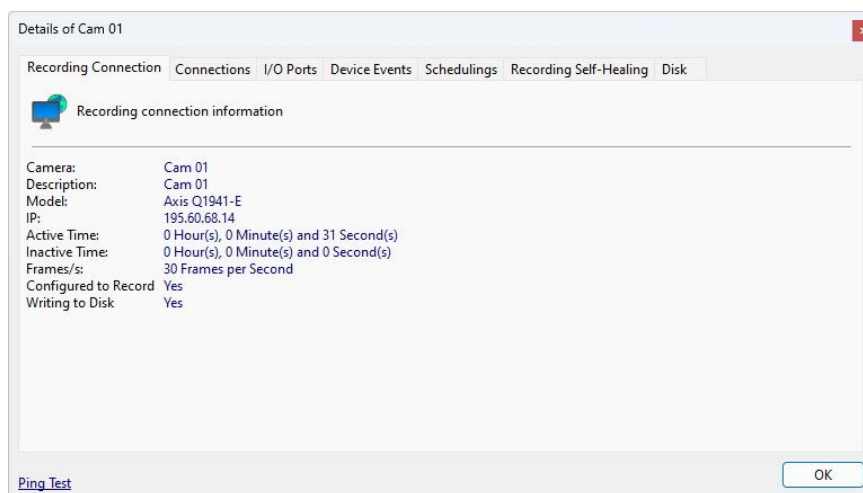 Details of Cam 01
Recording Connection Connections I/O Ports Device Events Schedulings Recording Self-Healing Disk
Recording connection information
Camera: Cam 01
Description: Cam 01
Model: Axis Q1941-E
IP: 195.60.68.14
Active Time: 0 Hour(s), 0 Minute(s) and 31 Second(s)
Inactive Time: 0 Hour(s), 0 Minute(s) and 0 Second(s)
Frames/s: 30 Frames per Second
Configured to Record Yes
Writing to Disk Yes
Ping Test OK